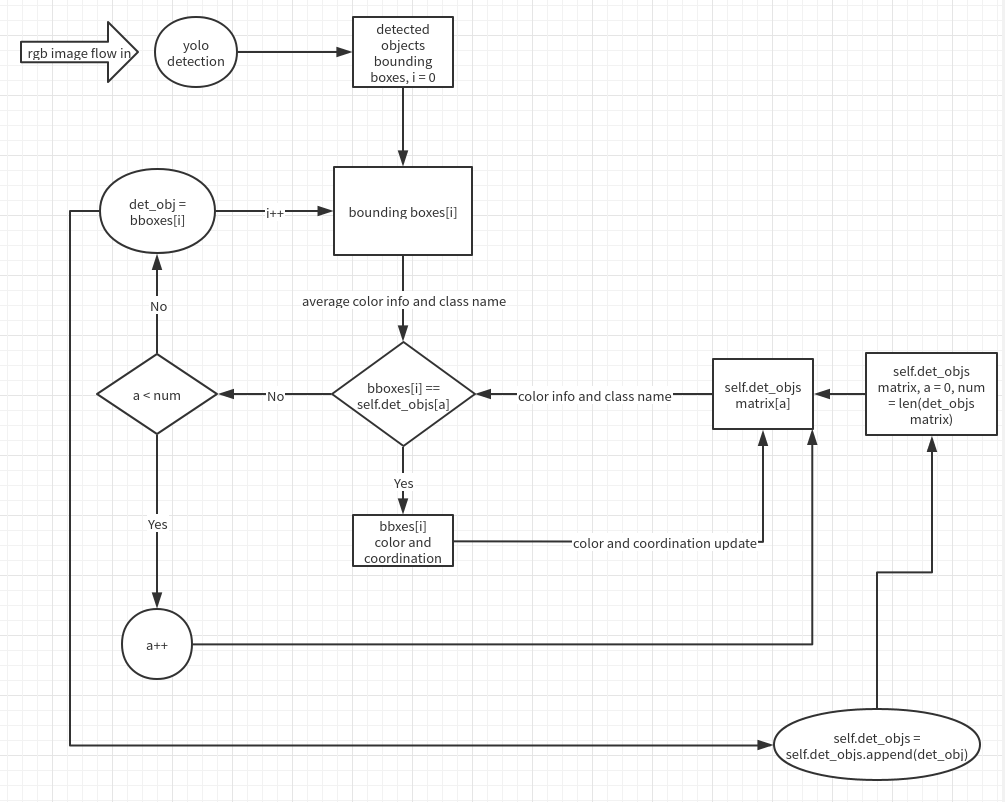 rgb image flow in
yolo
detection
detected
objects
bounding
boxes, i = 0
det_obj =
bboxes[i]
i++
bounding boxes[i]
No
average color info and class name
a < num
No
bboxes[i] ==
self.det_objs[a]
color info and class name
self.det_objs
matrix[a]
self.det_objs
matrix, a = 0, num
= len(det_objs
matrix)
Yes
Yes
bbxes[i]
color and
coordination
color and coordination update
a++
self.det_objs =
self.det_objs.append(det_obj)